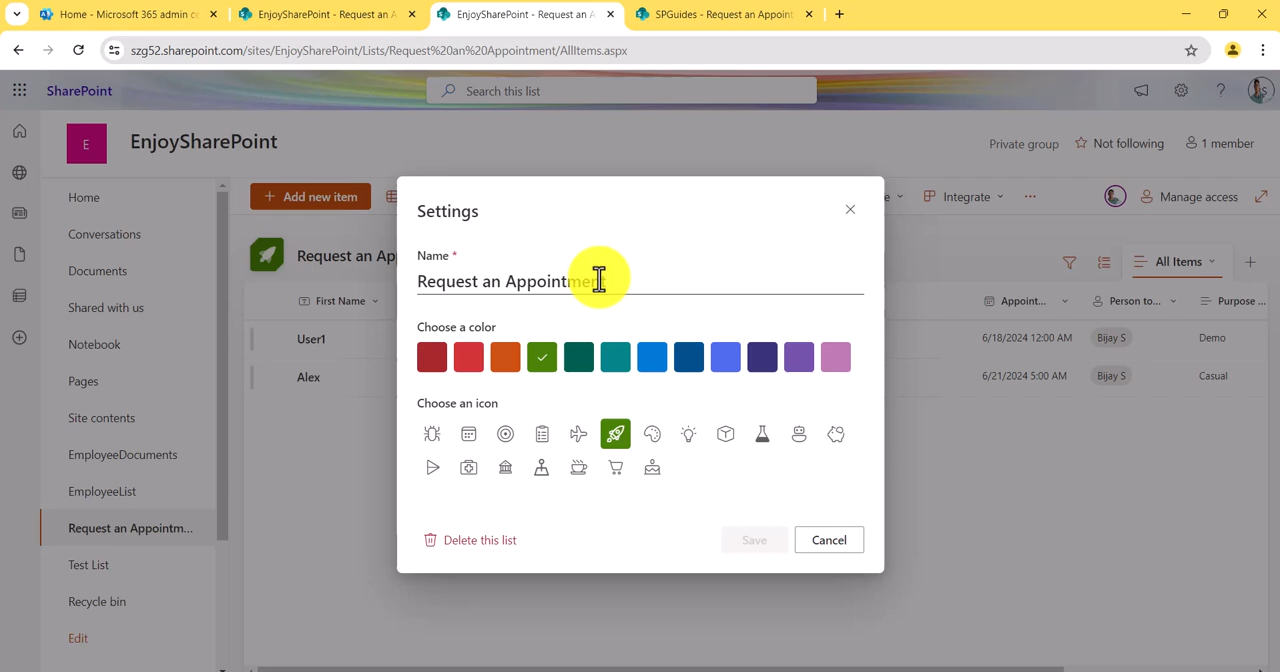 Home - Microsoft 365 admin ce
EnjoySharePoint - Request an A
EnjoySharePoint - Request an A
SPGuides - Request an Appoint
szg52.sharepoint.com/sites/EnjoySharePoint/Lists/Request%20an%20Appointment/AllItems.aspx
SharePoint
Search this list
E
EnjoySharePoint
Private group
Not following
1 member
Home
Conversations
Documents
Shared with us
Notebook
Pages
Site contents
EmployeeDocuments
EmployeeList
Request an Appointm...
Test List
Recycle bin
Edit
Add new item
Integrate
Manage access
Request an Ap
All Items
First Name
Appoint...
Person to...
Purpose ...
User1
6/18/2024 12:00 AM
Bijay S
Demo
Alex
6/21/2024 5:00 AM
Bijay S
Casual
Settings
Name *
Request an Appointment
Choose a color
Choose an icon
Delete this list
Save
Cancel